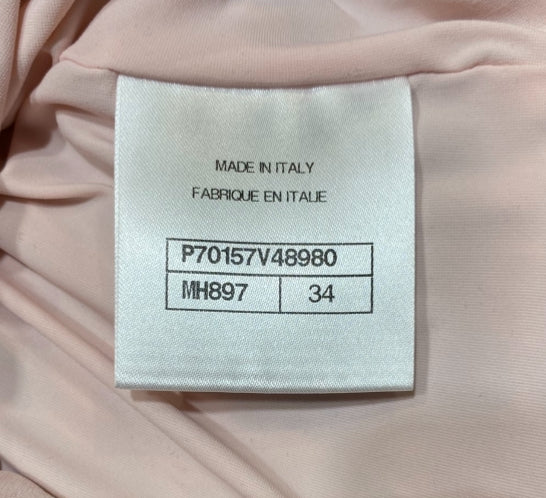 MADE IN ITALY
FABRIQUE EN ITALIE
P70157V48980
MH897 34